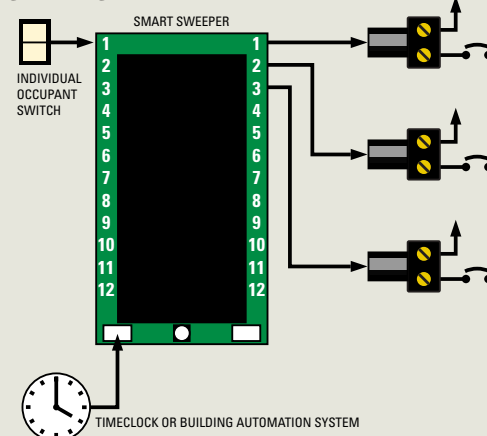 SMART SWEEPER
INDIVIDUAL
OCCUPANT
SWITCH
1 1
2 2
3 3
4 4
5 5
6 6
7 7
8 8
9 9
10 10
11 11
12 12
TIMECLOCK OR BUILDING AUTOMATION SYSTEM